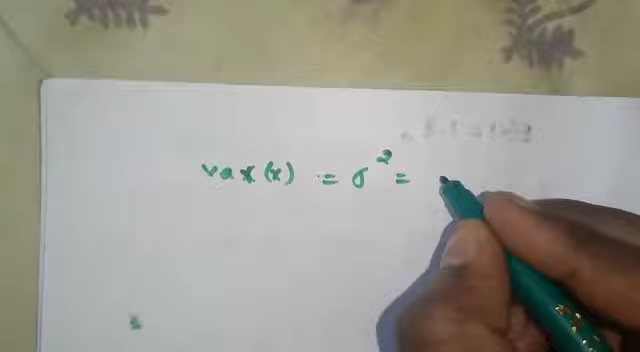 var(x) = σ² =